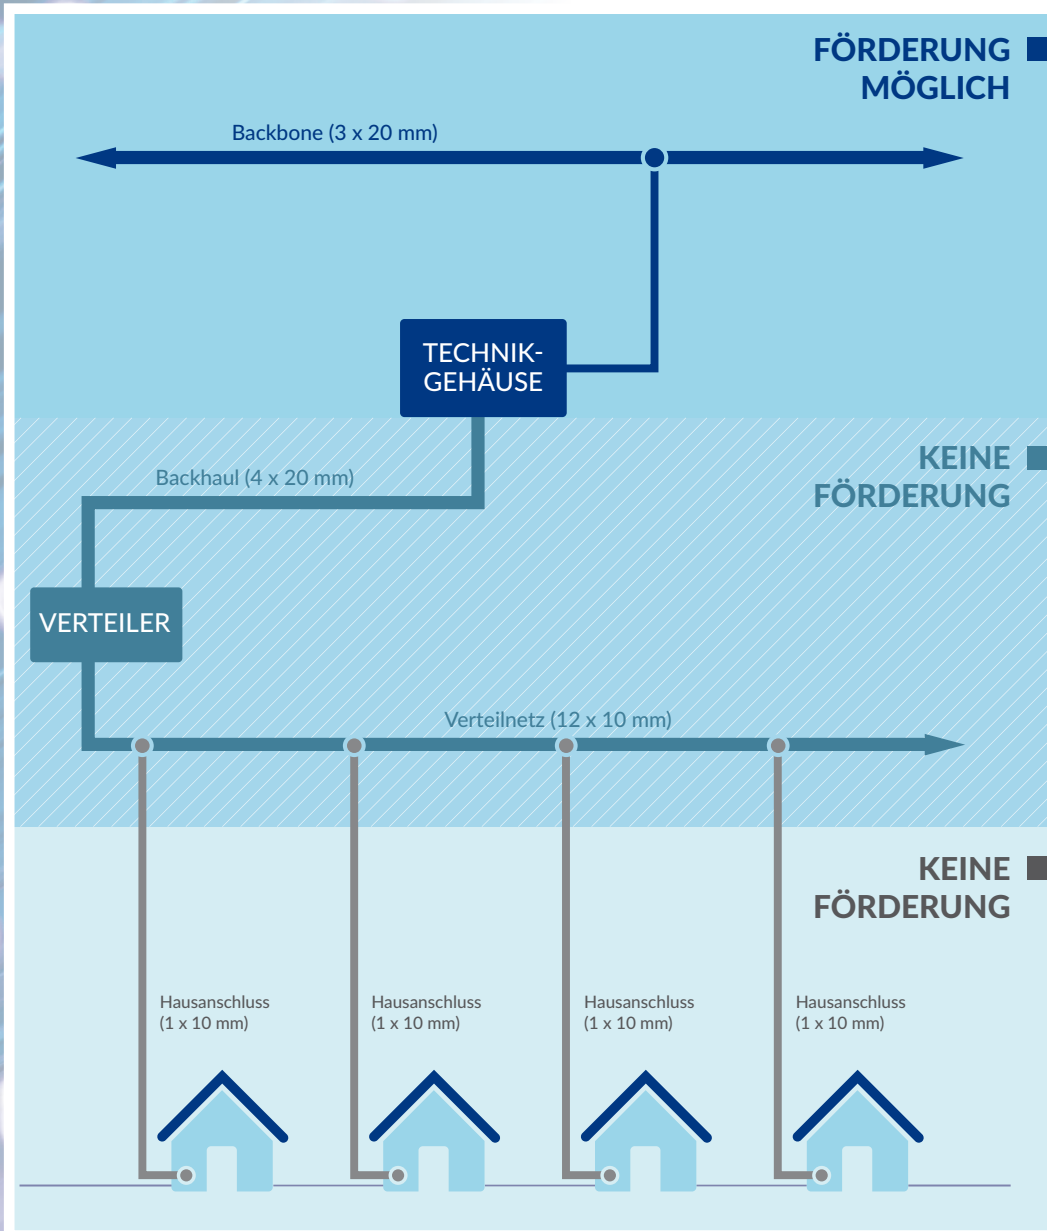 FÖRDERUNG
MÖGLICH
Backbone (3 x 20 mm)
TECHNIK-
GEHÄUSE
KEINE
FÖRDERUNG
Backhaul (4 x 20 mm)
VERTEILER
Verteilnetz (12 x 10 mm)
KEINE
FÖRDERUNG
Hausanschluss
(1 x 10 mm)
Hausanschluss
(1 x 10 mm)
Hausanschluss
(1 x 10 mm)
Hausanschluss
(1 x 10 mm)